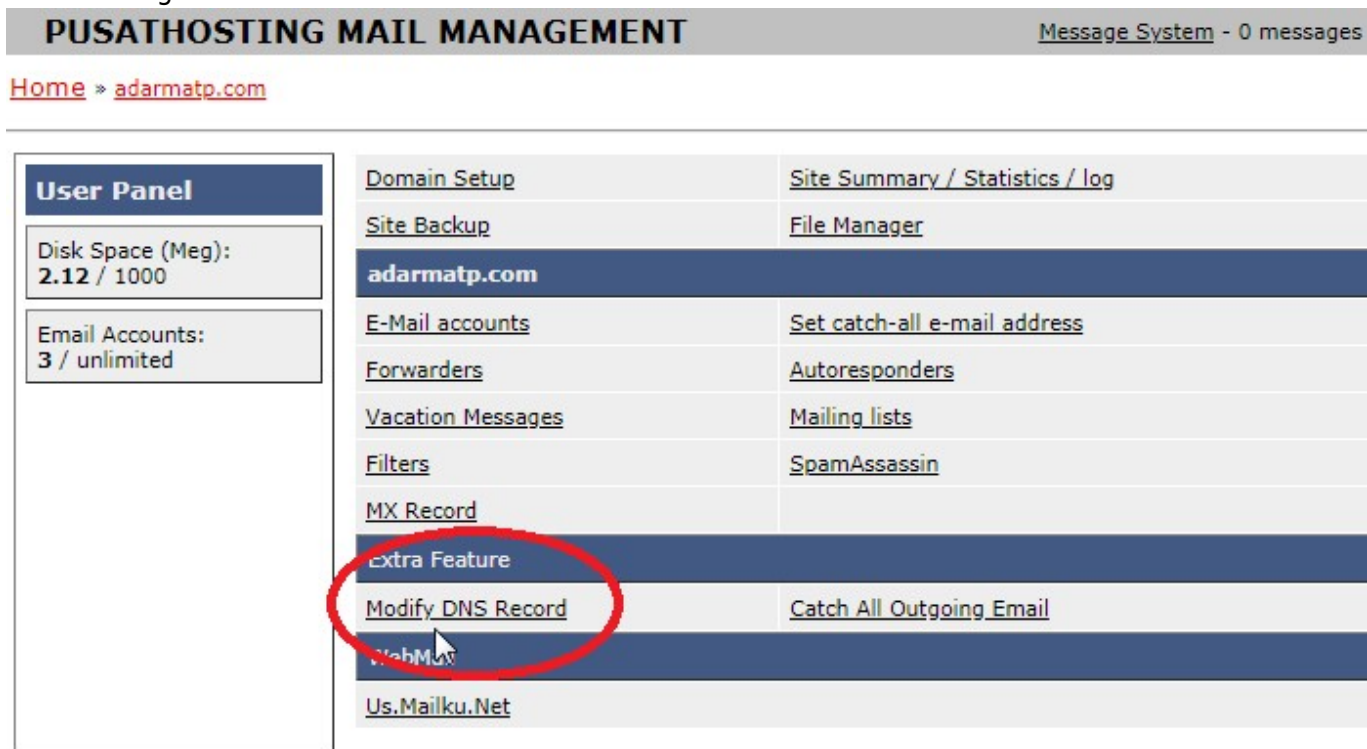 PUSATHOSTING MAIL MANAGEMENT
Message System - 0 messages
Home » adarmatp.com
User Panel
Disk Space (Meg):
2.12 / 1000
Email Accounts:
3 / unlimited
Domain Setup
Site Summary / Statistics / log
Site Backup
File Manager
adarmatp.com
E-Mail accounts
Set catch-all e-mail address
Forwarders
Autoresponders
Vacation Messages
Mailing lists
Filters
SpamAssassin
MX Record
Extra Feature
Modify DNS Record
Catch All Outgoing Email
Us.Mailku.Net